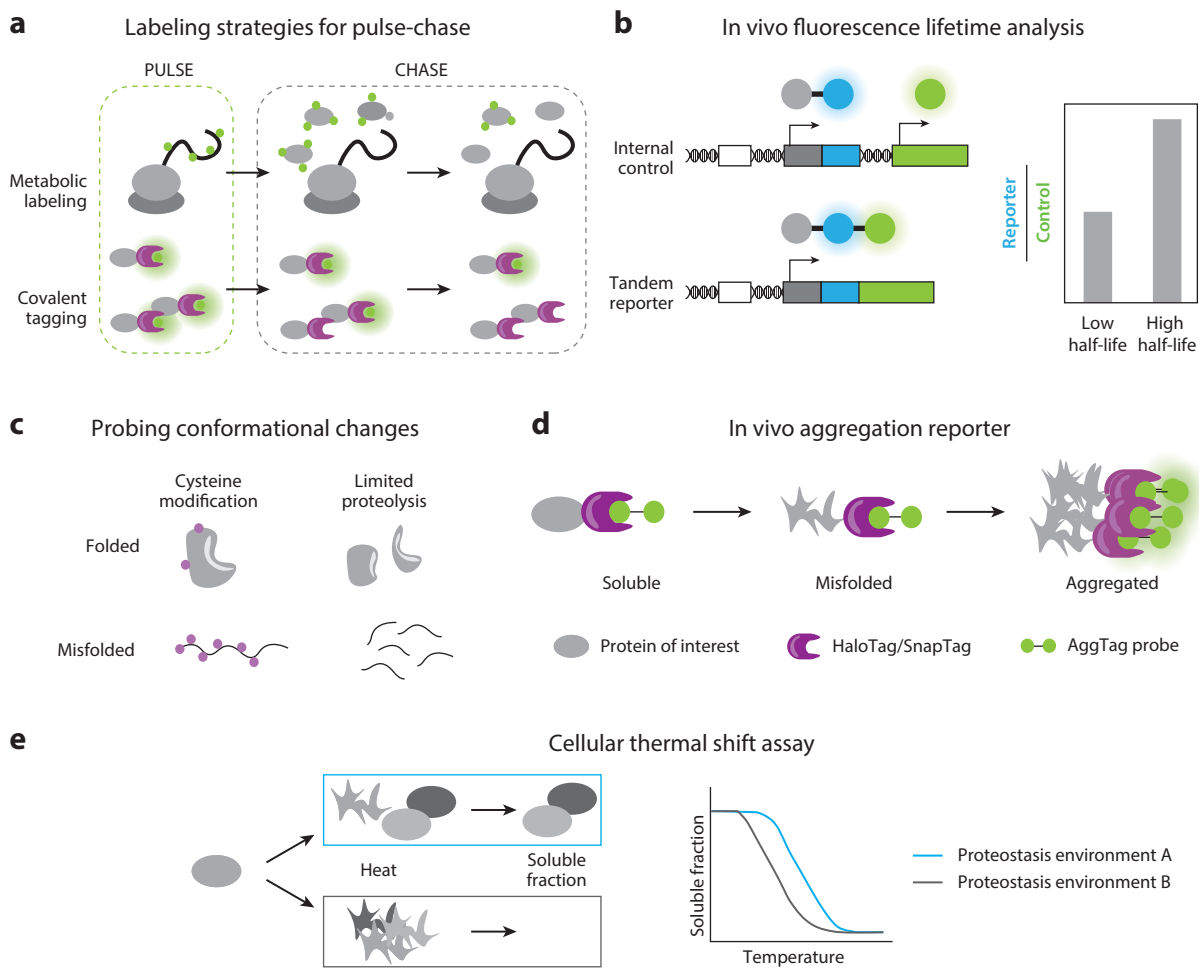 a
Labeling strategies for pulse-chase
PULSE
CHASE
Metabolic
labeling
Covalent
tagging
b
In vivo fluorescence lifetime analysis
Internal
control
Tandem
reporter
Reporter
Control
Low
half-life
High
half-life
c
Probing conformational changes
Cysteine
modification
Limited
proteolysis
Folded
Misfolded
d
In vivo aggregation reporter
Soluble
Misfolded
Aggregated
Protein of interest
HaloTag/SnapTag
AggTag probe
e
Cellular thermal shift assay
Heat
Soluble
fraction
Soluble fraction
Temperature
Proteostasis environment A
Proteostasis environment B